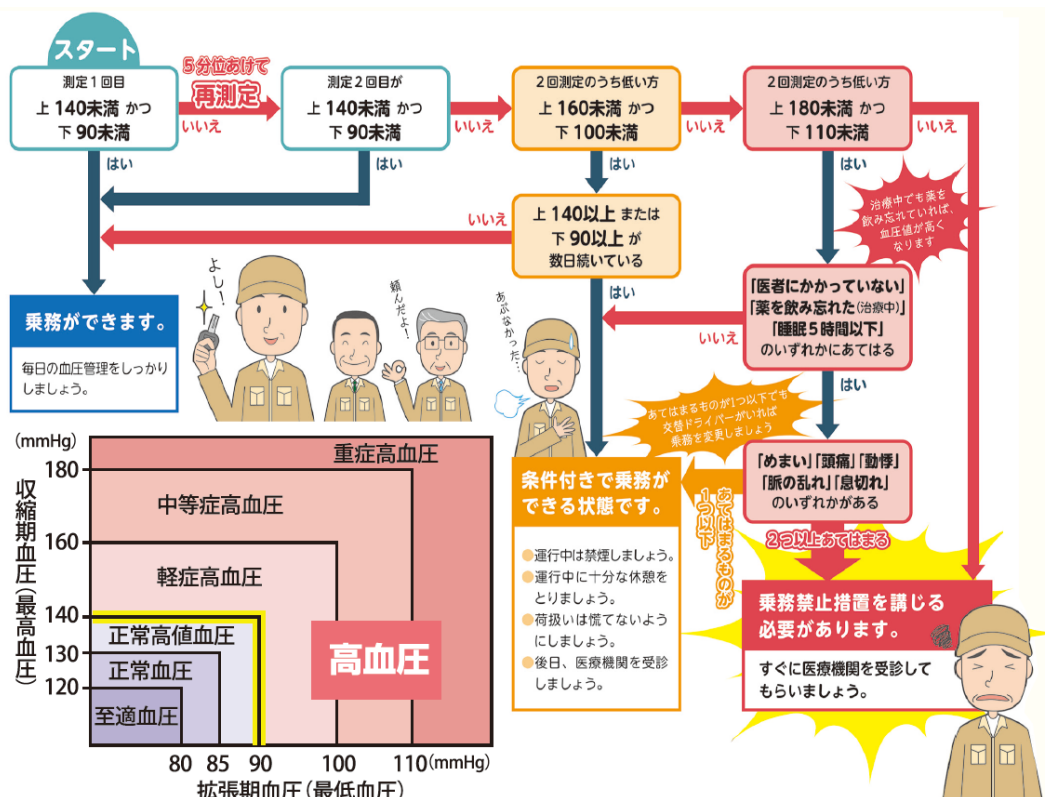 スタート
測定1回目
上 140未満 かつ
下 90未満
5分位あけて
再測定
いいえ
はい
測定2回目が
上 140未満 かつ
下 90未満
いいえ
はい
2回測定のうち低い方
上 160未満 かつ
下 100未満
いいえ
はい
2回測定のうち低い方
上 180未満 かつ
下 110未満
いいえ
はい
治療中でも薬を
飲み忘れていれば、
血圧値が高く
なります
上 140以上 または
下 90以上 が
数日続いている
いいえ
はい
「医者にかかっていない」
「薬を飲み忘れた(治療中)」
「睡眠5時間以下」
のいずれかにあてはる
いいえ
はい
乗務ができます。
毎日の血圧管理をしっかり
しましょう。
よし!
頼んだよ!
あぶなかった…
あてはまるものが1つ以下でも
交替ドライバーがいれば
乗務を変更しましょう
「めまい」「頭痛」「動悸」
「脈の乱れ」「息切れ」
のいずれかがある
あてはまるものが
1つ以下
2つ以上あてはまる
条件付きで乗務が
できる状態です。
●運行中は禁煙しましょう。
●運行中に十分な休憩を
とりましょう。
●荷扱いは慌てないよう
にしましょう。
●後日、医療機関を受診
しましょう。
乗務禁止措置を講じる
必要があります。
すぐに医療機関を受診して
もらいましょう。
(mmHg)
収縮期血圧(最高血圧)
180
160
140
130
120
重症高血圧
中等症高血圧
軽症高血圧
正常高値血圧
正常血圧
至適血圧
高血圧
80 85 90 100 110(mmHg)
拡張期血圧(最低血圧)